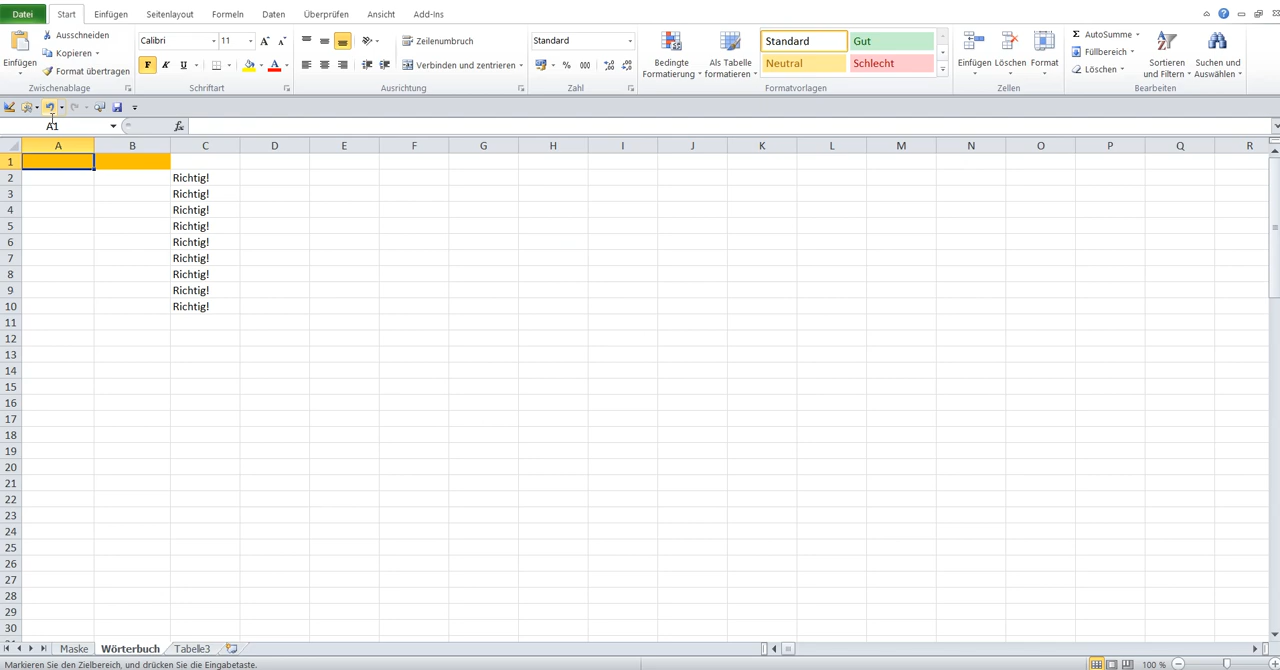 Datei Start Einfügen Seitenlayout Formeln Daten Überprüfen Ansicht Add-Ins
Einfügen
Ausschneiden
Kopieren
Format übertragen
Zwischenablage
Calibri 11
F K U
Schriftart
Zeilenumbruch
Verbinden und zentrieren
Ausrichtung
Standard
% 000
Zahl
Bedingte Formatierung
Als Tabelle formatieren
Standard Gut
Neutral Schlecht
Formatvorlagen
Einfügen Löschen Format
Zellen
Σ AutoSumme
Füllbereich
Löschen
Sortieren und Filtern
Suchen und Auswählen
Bearbeiten
A1 fx
A B C D E F G H I J K L M N O P Q R
1
2 Richtig!
3 Richtig!
4 Richtig!
5 Richtig!
6 Richtig!
7 Richtig!
8 Richtig!
9 Richtig!
10 Richtig!
11
12
13
14
15
16
17
18
19
20
21
22
23
24
25
26
27
28
29
30
Maske Wörterbuch Tabelle3
Markieren Sie den Zielbereich, und drücken Sie die Eingabetaste. 100 %